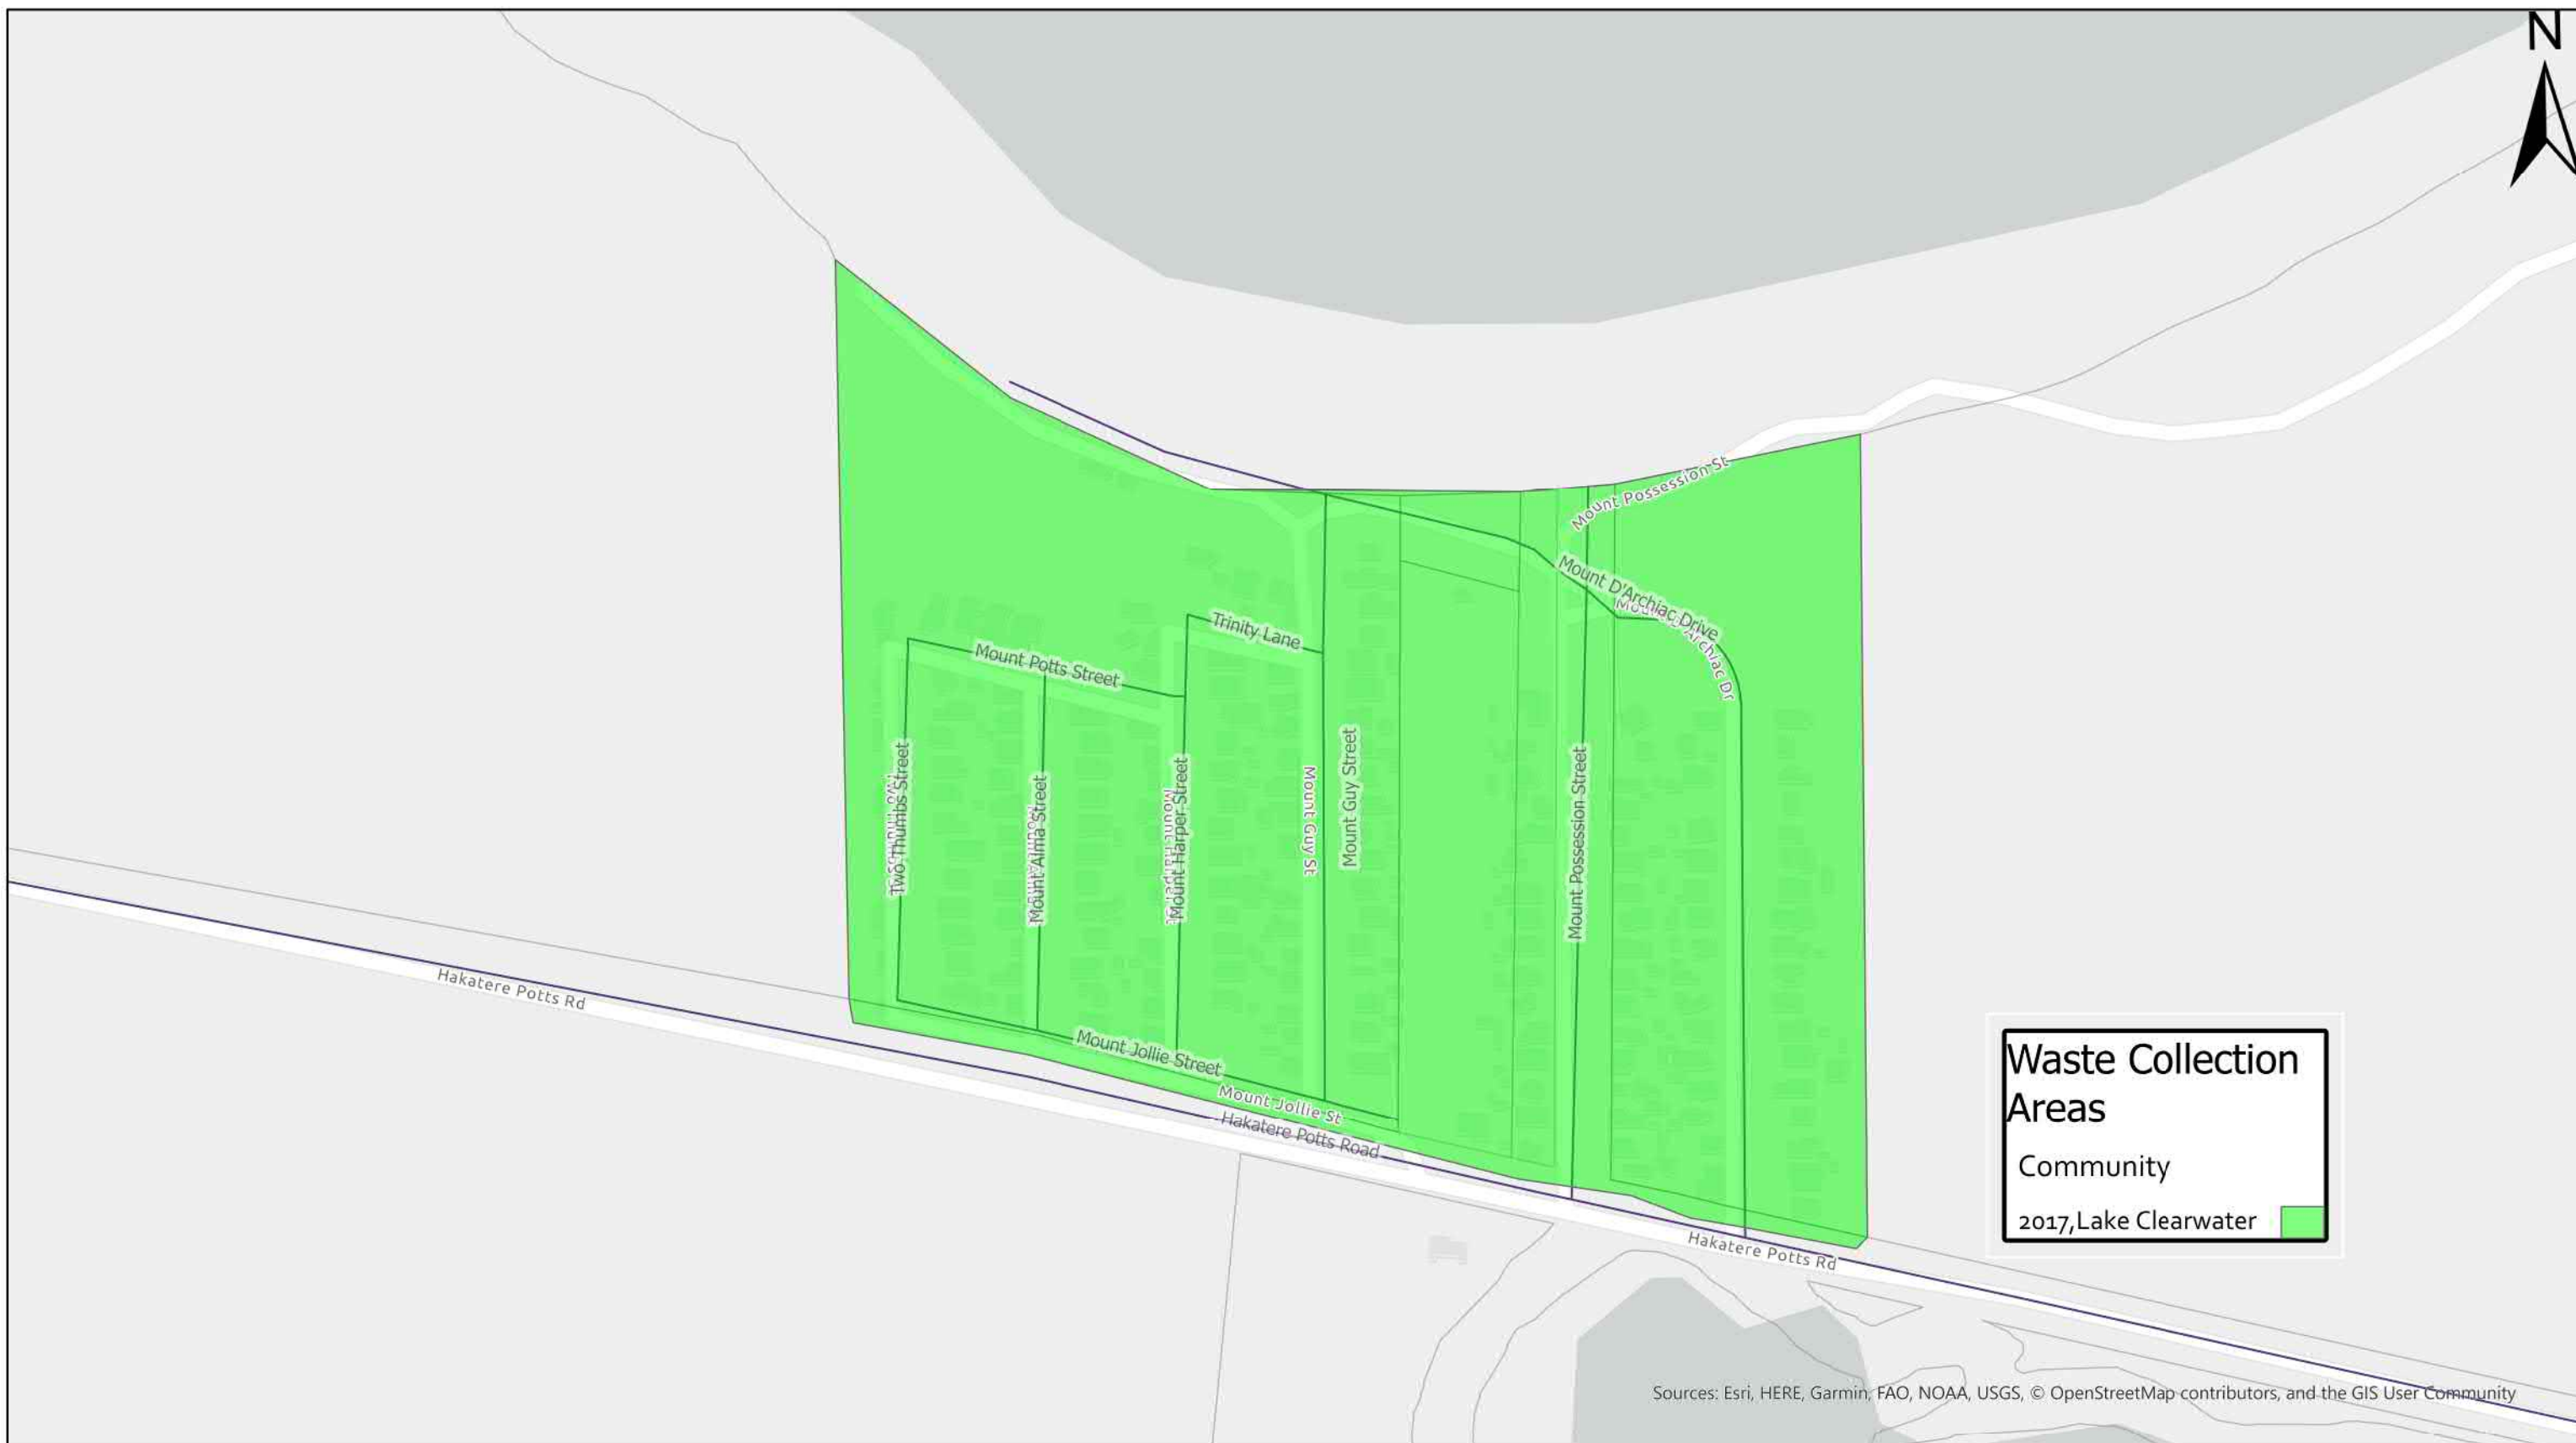 N
Mount Possession St
Mount D'Archiac Drive
Trinity Lane
Mount Potts Street
Two Thumbs Street
Mount Alma Street
Mount Harper Street
Mount Guy St
Mount Guy Street
Mount Possession Street
Hakatere Potts Rd
Mount Jollie Street
Mount Jollie St
Hakatere Potts Road
Hakatere Potts Rd
Waste Collection
Areas
Community
2017,Lake Clearwater
Sources: Esri, HERE, Garmin, FAO, NOAA, USGS, © OpenStreetMap contributors, and the GIS User Community